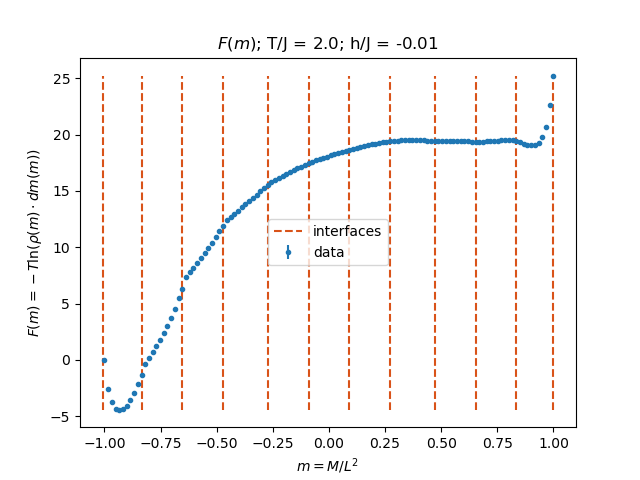 F(m); T/J = 2.0; h/J = -0.01
F(m) = −T ln(ρ(m) · dm(m))
25
20
15
10
5
0
−5
interfaces
data
−1.00 −0.75 −0.50 −0.25 0.00 0.25 0.50 0.75 1.00
m = M/L²